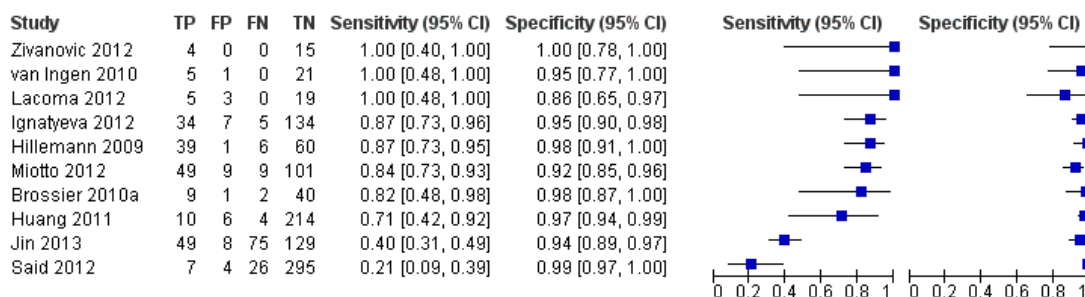 Study TP FP FN TN Sensitivity (95% CI) Specificity (95% CI) Sensitivity (95% CI) Specificity (95% CI)
Zivanovic 2012 4 0 0 15 1.00 [0.40, 1.00] 1.00 [0.78, 1.00]
van Ingen 2010 5 1 0 21 1.00 [0.48, 1.00] 0.95 [0.77, 1.00]
Lacoma 2012 5 3 0 19 1.00 [0.48, 1.00] 0.86 [0.65, 0.97]
Ignatyeva 2012 34 7 5 134 0.87 [0.73, 0.96] 0.95 [0.90, 0.98]
Hillemann 2009 39 1 6 60 0.87 [0.73, 0.95] 0.98 [0.91, 1.00]
Miotto 2012 49 9 9 101 0.84 [0.73, 0.93] 0.92 [0.85, 0.96]
Brossier 2010a 9 1 2 40 0.82 [0.48, 0.98] 0.98 [0.87, 1.00]
Huang 2011 10 6 4 214 0.71 [0.42, 0.92] 0.97 [0.94, 0.99]
Jin 2013 49 8 75 129 0.40 [0.31, 0.49] 0.94 [0.89, 0.97]
Said 2012 7 4 26 295 0.21 [0.09, 0.39] 0.99 [0.97, 1.00]
0 0.2 0.4 0.6 0.8 1 0 0.2 0.4 0.6 0.8 1